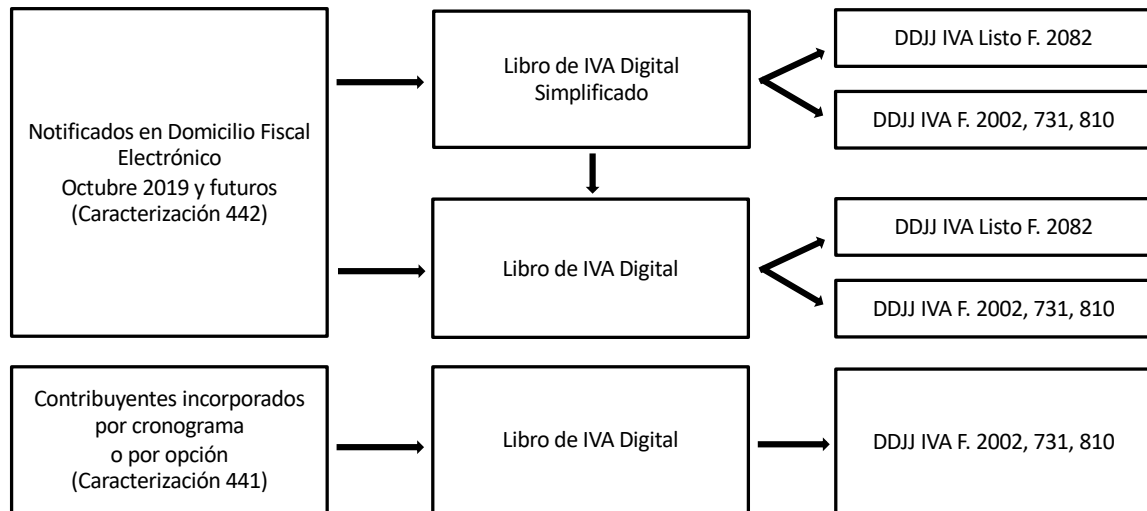 Notificados en Domicilio Fiscal
Electrónico
Octubre 2019 y futuros
(Caracterización 442)
Libro de IVA Digital
Simplificado
DDJJ IVA Listo F. 2082
DDJJ IVA F. 2002, 731, 810
Libro de IVA Digital
DDJJ IVA Listo F. 2082
DDJJ IVA F. 2002, 731, 810
Contribuyentes incorporados
por cronograma
o por opción
(Caracterización 441)
Libro de IVA Digital
DDJJ IVA F. 2002, 731, 810